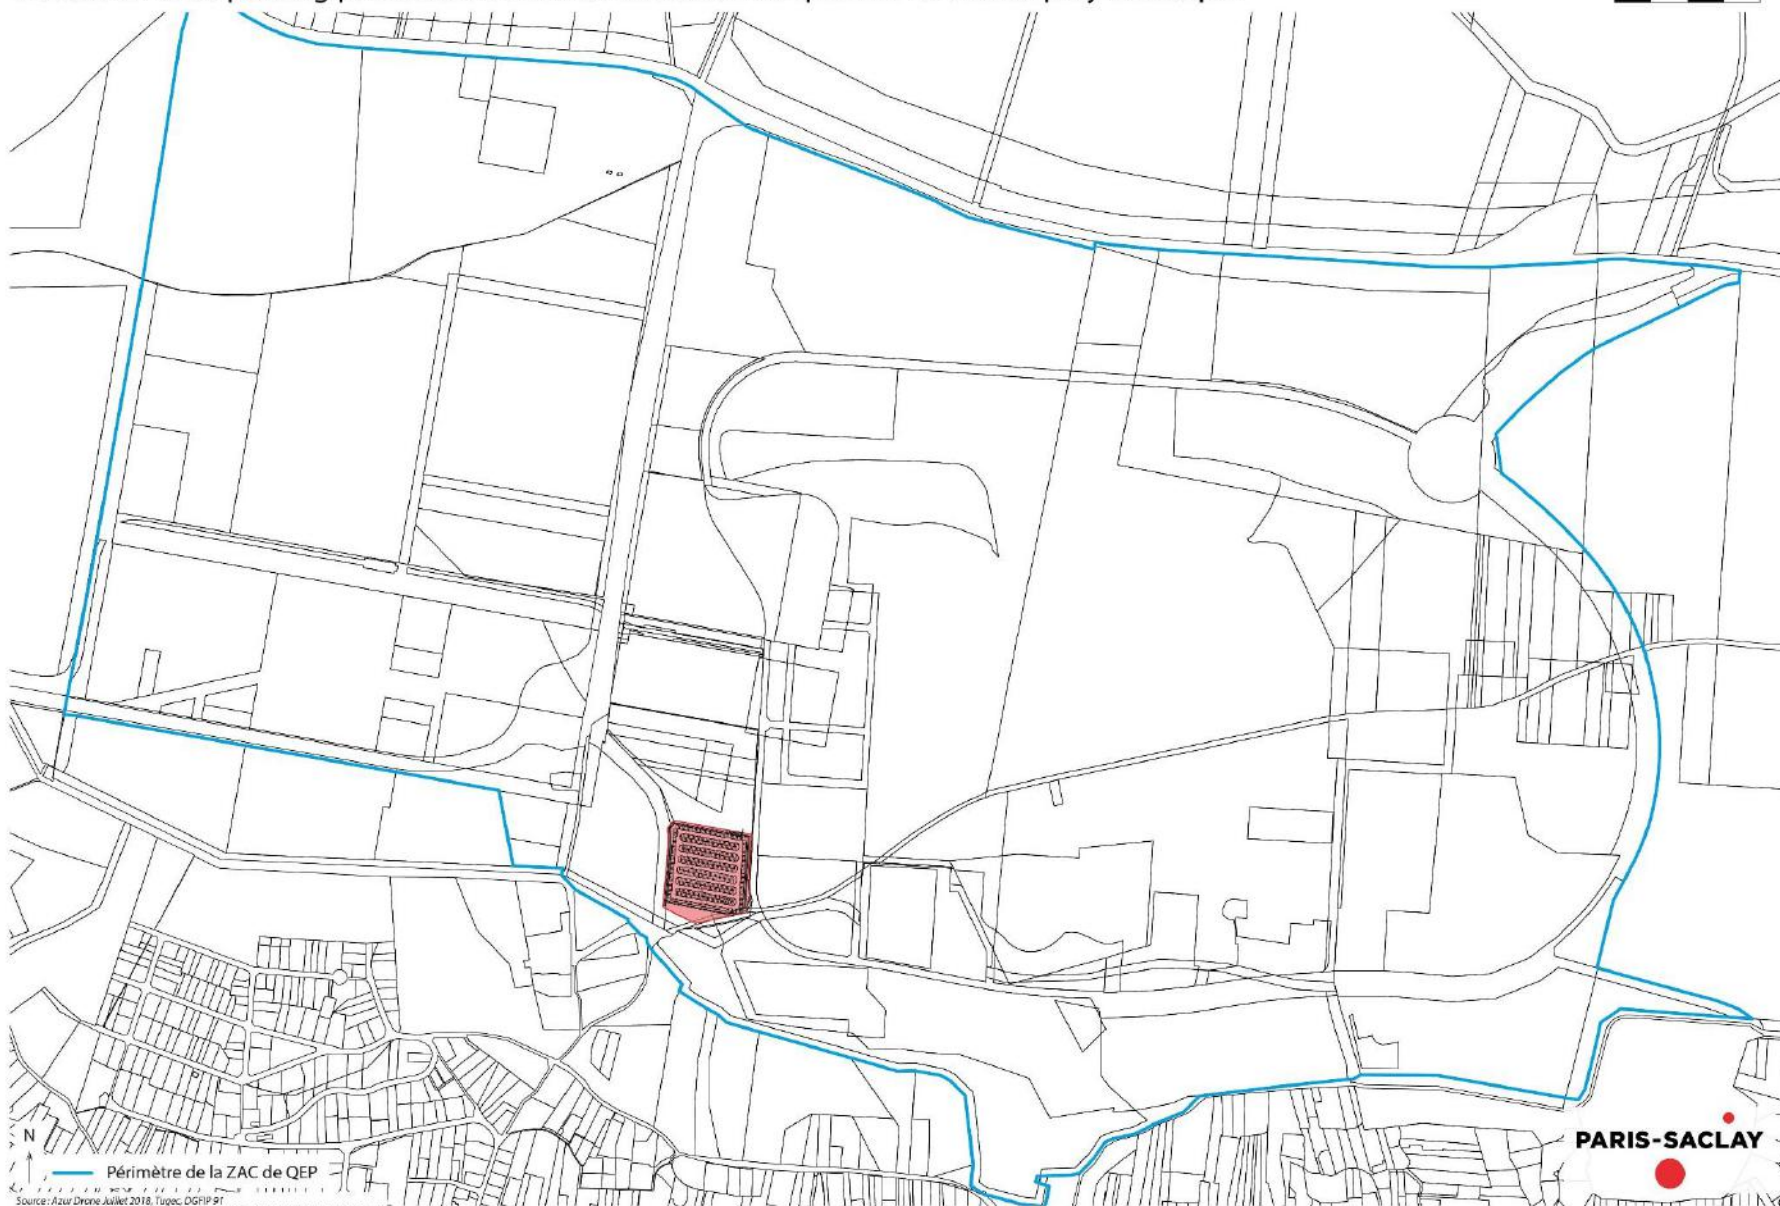 N
Périmètre de la ZAC de QEP
Source : Azur Drone Juillet 2018, Tugec, DGFIP 91
PARIS-SACLAY